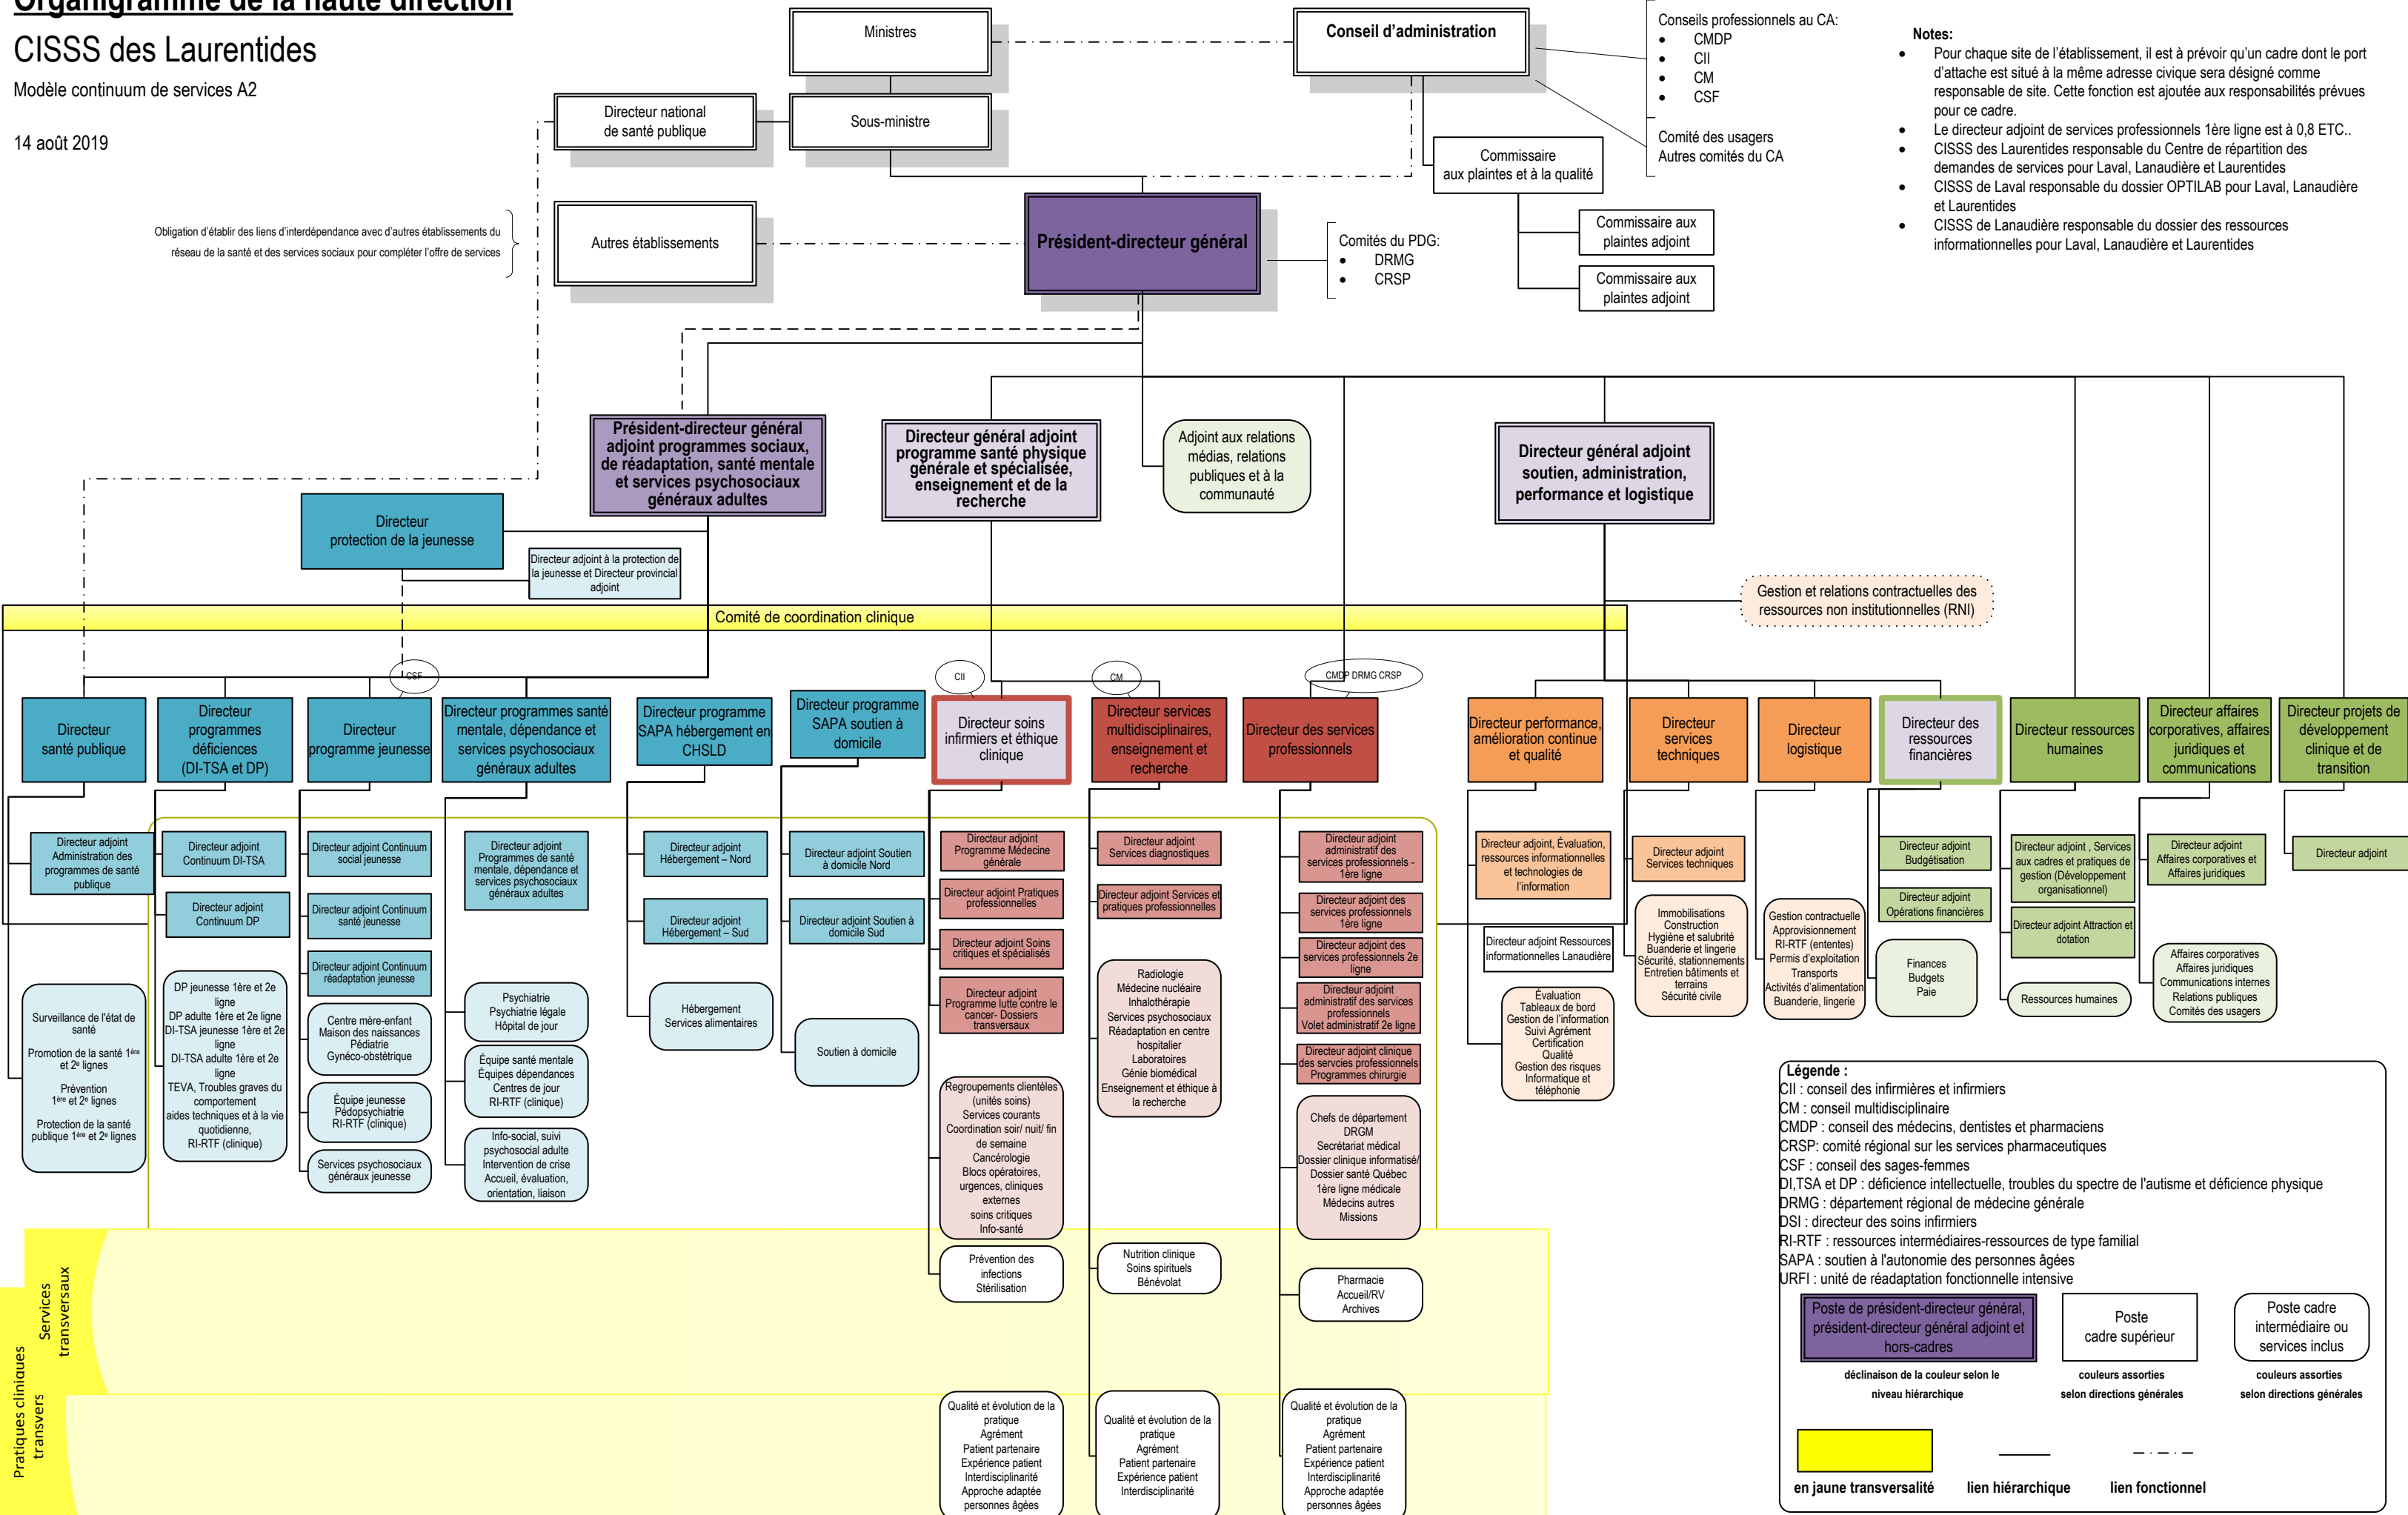 Organigramme de la haute direction
CISSS des Laurentides
Modèle continuum de services A2
14 août 2019
Ministres
Conseil d'administration
Conseils professionnels au CA:
• CMDP
• CII
• CM
• CSF
Comité des usagers
Autres comités du CA
Notes:
• Pour chaque site de l'établissement, il est à prévoir qu'un cadre dont le port
d'attache est situé à la même adresse civique sera désigné comme
responsable de site. Cette fonction est ajoutée aux responsabilités prévues
pour ce cadre.
• Le directeur adjoint de services professionnels 1ère ligne est à 0,8 ETC..
• CISSS des Laurentides responsable du Centre de répartition des
demandes de services pour Laval, Lanaudière et Laurentides
• CISSS de Laval responsable du dossier OPTILAB pour Laval, Lanaudière
et Laurentides
• CISSS de Lanaudière responsable du dossier des ressources
informationnelles pour Laval, Lanaudière et Laurentides
Directeur national
de santé publique
Sous-ministre
Commissaire
aux plaintes et à la qualité
Commissaire aux
plaintes adjoint
Commissaire aux
plaintes adjoint
Obligation d'établir des liens d'interdépendance avec d'autres établissements du
réseau de la santé et des services sociaux pour compléter l'offre de services
Autres établissements
Président-directeur général
Comités du PDG:
• DRMG
• CRSP
Président-directeur général
adjoint programmes sociaux,
de réadaptation, santé mentale
et services psychosociaux
généraux adultes
Directeur général adjoint
programme santé physique
générale et spécialisée,
enseignement et de la
recherche
Adjoint aux relations
médias, relations
publiques et à la
communauté
Directeur général adjoint
soutien, administration,
performance et logistique
Directeur
protection de la jeunesse
Directeur adjoint à la protection de
la jeunesse et Directeur provincial
adjoint
Gestion et relations contractuelles des
ressources non institutionnelles (RNI)
Comité de coordination clinique
CSF
CII
CM
CMDP DRMG CRSP
Directeur
santé publique
Directeur
programmes
déficiences
(DI-TSA et DP)
Directeur
programme jeunesse
Directeur programmes santé
mentale, dépendance et
services psychosociaux
généraux adultes
Directeur programme
SAPA hébergement en
CHSLD
Directeur programme
SAPA soutien à
domicile
Directeur soins
infirmiers et éthique
clinique
Directeur services
multidisciplinaires,
enseignement et
recherche
Directeur des services
professionnels
Directeur performance,
amélioration continue
et qualité
Directeur
services
techniques
Directeur
logistique
Directeur des
ressources
financières
Directeur ressources
humaines
Directeur affaires
corporatives, affaires
juridiques et
communications
Directeur projets de
développement
clinique et de
transition
Directeur adjoint
Administration des
programmes de santé
publique
Surveillance de l'état de
santé
Promotion de la santé 1ère
et 2e lignes
Prévention
1ère et 2e lignes
Protection de la santé
publique 1ère et 2e lignes
Directeur adjoint
Continuum DI-TSA
Directeur adjoint
Continuum DP
DP jeunesse 1ère et 2e
ligne
DP adulte 1ère et 2e ligne
DI-TSA jeunesse 1ère et 2e
ligne
DI-TSA adulte 1ère et 2e
ligne
TEVA, Troubles graves du
comportement
aides techniques et à la vie
quotidienne,
RI-RTF (clinique)
Directeur adjoint Continuum
social jeunesse
Directeur adjoint Continuum
santé jeunesse
Directeur adjoint Continuum
réadaptation jeunesse
Centre mère-enfant
Maison des naissances
Pédiatrie
Gynéco-obstétrique
Équipe jeunesse
Pédopsychiatrie
RI-RTF (clinique)
Services psychosociaux
généraux jeunesse
Directeur adjoint
Programmes de santé
mentale, dépendance et
services psychosociaux
généraux adultes
Psychiatrie
Psychiatrie légale
Hôpital de jour
Équipe santé mentale
Équipes dépendances
Centres de jour
RI-RTF (clinique)
Info-social, suivi
psychosocial adulte
Intervention de crise
Accueil, évaluation,
orientation, liaison
Directeur adjoint
Hébergement – Nord
Directeur adjoint
Hébergement – Sud
Hébergement
Services alimentaires
Directeur adjoint Soutien
à domicile Nord
Directeur adjoint Soutien à
domicile Sud
Soutien à domicile
Directeur adjoint
Programme Médecine
générale
Directeur adjoint Pratiques
professionnelles
Directeur adjoint Soins
critiques et spécialisés
Directeur adjoint
Programme lutte contre le
cancer- Dossiers
transversaux
Regroupements clientèles
(unités soins)
Services courants
Coordination soir/ nuit/ fin
de semaine
Cancérologie
Blocs opératoires,
urgences, cliniques
externes
soins critiques
Info-santé
Prévention des
infections
Stérilisation
Qualité et évolution de la
pratique
Agrément
Patient partenaire
Expérience patient
Interdisciplinarité
Approche adaptée
personnes âgées
Directeur adjoint
Services diagnostiques
Directeur adjoint Services et
pratiques professionnelles
Radiologie
Médecine nucléaire
Inhalothérapie
Services psychosociaux
Réadaptation en centre
hospitalier
Laboratoires
Génie biomédical
Enseignement et éthique à
la recherche
Nutrition clinique
Soins spirituels
Bénévolat
Qualité et évolution de la
pratique
Agrément
Patient partenaire
Expérience patient
Interdisciplinarité
Directeur adjoint
administratif des
services professionnels -
1ère ligne
Directeur adjoint des
services professionnels
1ère ligne
Directeur adjoint des
services professionnels 2e
ligne
Directeur adjoint
administratif des services
professionnels
Volet administratif 2e ligne
Directeur adjoint clinique
des servcies professionnels
Programmes chirurgie
Chefs de département
DRGM
Secrétariat médical
Dossier clinique informatisé/
Dossier santé Québec
1ère ligne médicale
Médecins autres
Missions
Pharmacie
Accueil/RV
Archives
Qualité et évolution de la
pratique
Agrément
Patient partenaire
Expérience patient
Interdisciplinarité
Approche adaptée
personnes âgées
Directeur adjoint, Évaluation,
ressources informationnelles
et technologies de
l'information
Directeur adjoint Ressources
informationnelles Lanaudière
Évaluation
Tableaux de bord
Gestion de l'information
Suivi Agrément
Certification
Qualité
Gestion des risques
Informatique et
téléphonie
Directeur adjoint
Services techniques
Immobilisations
Construction
Hygiène et salubrité
Buanderie et lingerie
Sécurité, stationnements
Entretien bâtiments et
terrains
Sécurité civile
Gestion contractuelle
Approvisionnement
RI-RTF (ententes)
Permis d'exploitation
Transports
Activités d'alimentation
Buanderie, lingerie
Directeur adjoint
Budgétisation
Directeur adjoint
Opérations financières
Finances
Budgets
Paie
Directeur adjoint , Services
aux cadres et pratiques de
gestion (Développement
organisationnel)
Directeur adjoint Attraction et
dotation
Ressources humaines
Directeur adjoint
Affaires corporatives et
Affaires juridiques
Affaires corporatives
Affaires juridiques
Communications internes
Relations publiques
Comités des usagers
Directeur adjoint
Services
transversaux
Pratiques cliniques
transvers
Légende :
CII : conseil des infirmières et infirmiers
CM : conseil multidisciplinaire
CMDP : conseil des médecins, dentistes et pharmaciens
CRSP: comité régional sur les services pharmaceutiques
CSF : conseil des sages-femmes
DI,TSA et DP : déficience intellectuelle, troubles du spectre de l'autisme et déficience physique
DRMG : département régional de médecine générale
DSI : directeur des soins infirmiers
RI-RTF : ressources intermédiaires-ressources de type familial
SAPA : soutien à l'autonomie des personnes âgées
URFI : unité de réadaptation fonctionnelle intensive
Poste de président-directeur général,
président-directeur général adjoint et
hors-cadres
Poste
cadre supérieur
Poste cadre
intermédiaire ou
services inclus
déclinaison de la couleur selon le
niveau hiérarchique
couleurs assorties
selon directions générales
couleurs assorties
selon directions générales
en jaune transversalité
lien hiérarchique
lien fonctionnel